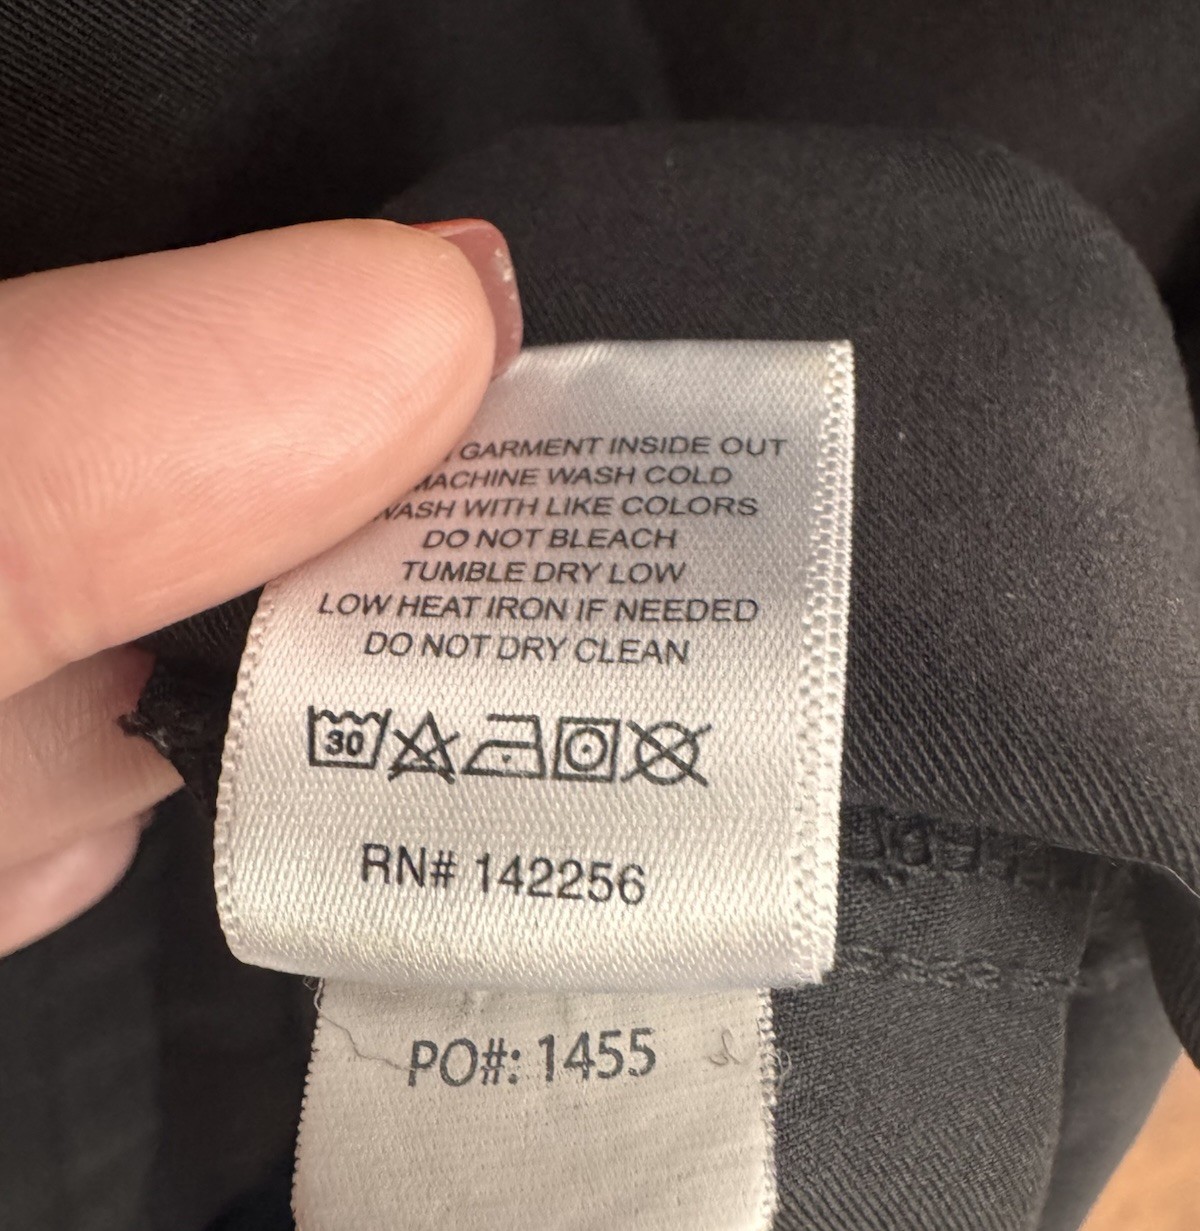 GARMENT INSIDE OUT
MACHINE WASH COLD
WASH WITH LIKE COLORS
DO NOT BLEACH
TUMBLE DRY LOW
LOW HEAT IRON IF NEEDED
DO NOT DRY CLEAN
30
RN# 142256
PO#: 1455